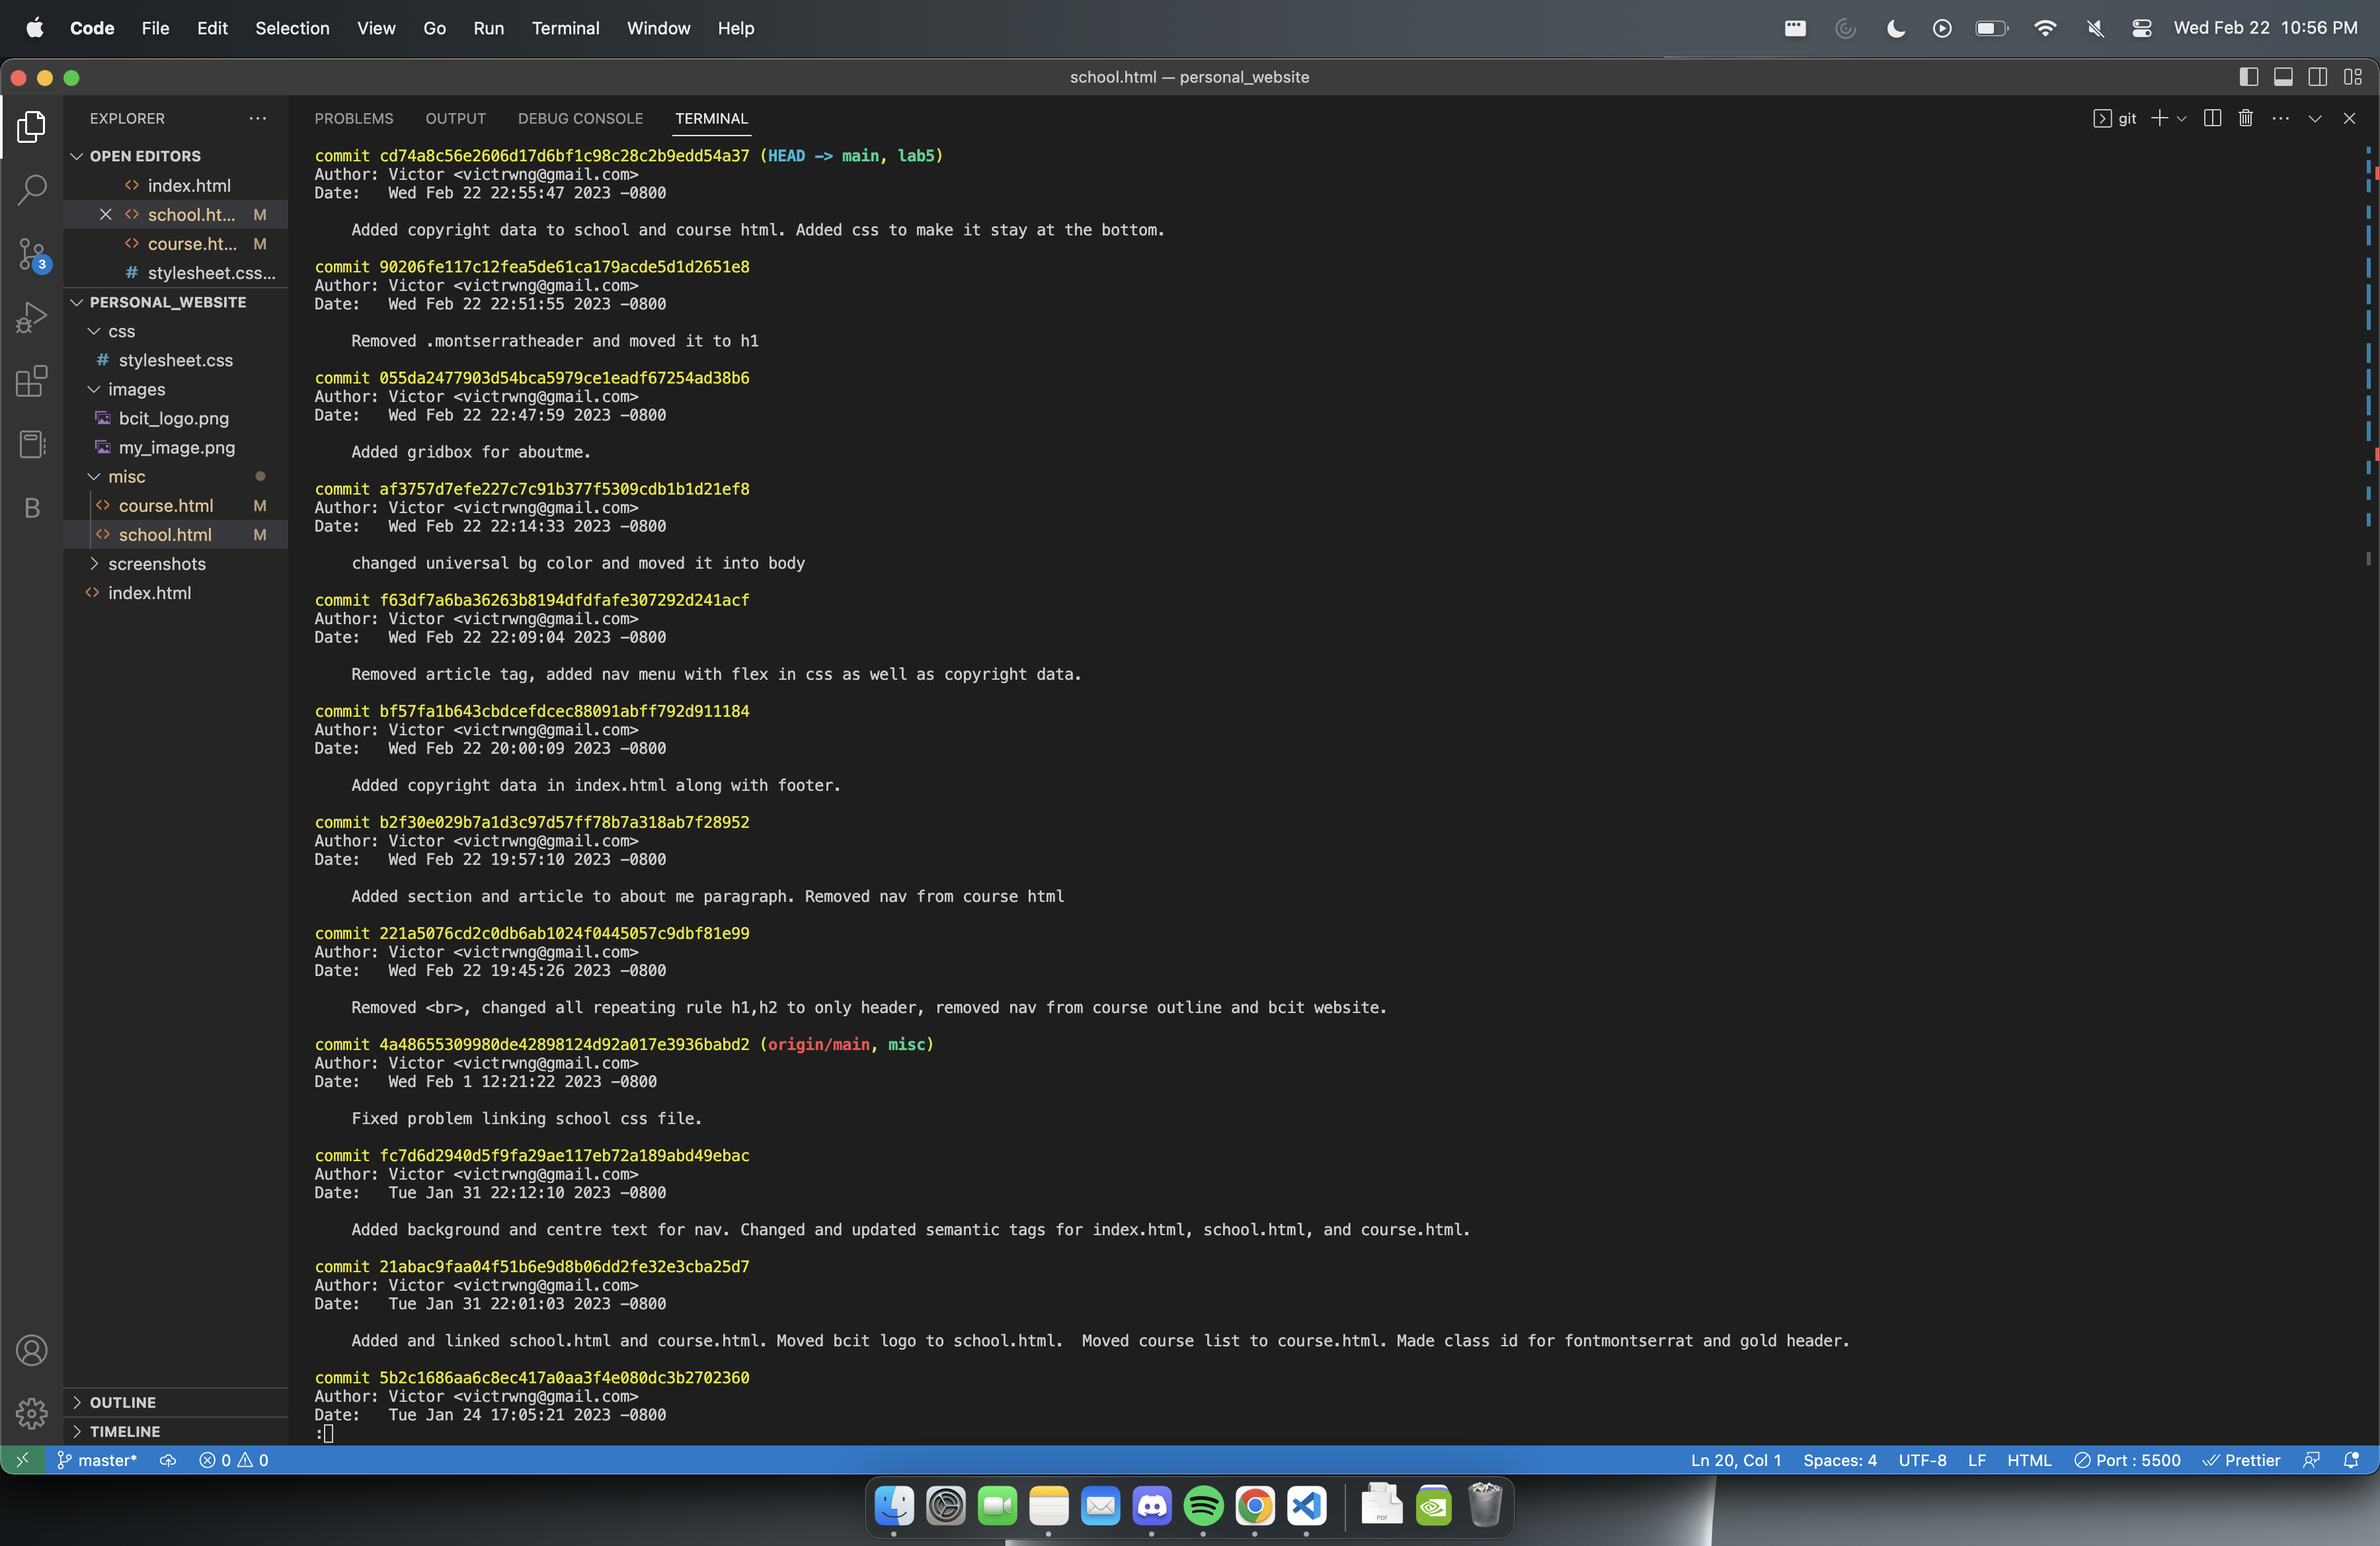 Code File Edit Selection View Go Run Terminal Window Help Wed Feb 22 10:56 PM
school.html — personal_website
EXPLORER
OPEN EDITORS
index.html
school.ht... M
course.ht... M
stylesheet.css...
PERSONAL_WEBSITE
css
stylesheet.css
images
bcit_logo.png
my_image.png
misc
course.html M
school.html M
screenshots
index.html
OUTLINE
TIMELINE
3
B
PROBLEMS OUTPUT DEBUG CONSOLE TERMINAL git
commit cd74a8c56e2606d17d6bf1c98c28c2b9edd54a37 (HEAD -> main, lab5)
Author: Victor <victrwng@gmail.com>
Date:   Wed Feb 22 22:55:47 2023 -0800
Added copyright data to school and course html. Added css to make it stay at the bottom.
commit 90206fe117c12fea5de61ca179acde5d1d2651e8
Author: Victor <victrwng@gmail.com>
Date:   Wed Feb 22 22:51:55 2023 -0800
Removed .montserratheader and moved it to h1
commit 055da2477903d54bca5979ce1eadf67254ad38b6
Author: Victor <victrwng@gmail.com>
Date:   Wed Feb 22 22:47:59 2023 -0800
Added gridbox for aboutme.
commit af3757d7efe227c7c91b377f5309cdb1b1d21ef8
Author: Victor <victrwng@gmail.com>
Date:   Wed Feb 22 22:14:33 2023 -0800
changed universal bg color and moved it into body
commit f63df7a6ba36263b8194dfdfafe307292d241acf
Author: Victor <victrwng@gmail.com>
Date:   Wed Feb 22 22:09:04 2023 -0800
Removed article tag, added nav menu with flex in css as well as copyright data.
commit bf57fa1b643cbdcefdcec88091abff792d911184
Author: Victor <victrwng@gmail.com>
Date:   Wed Feb 22 20:00:09 2023 -0800
Added copyright data in index.html along with footer.
commit b2f30e029b7a1d3c97d57ff78b7a318ab7f28952
Author: Victor <victrwng@gmail.com>
Date:   Wed Feb 22 19:57:10 2023 -0800
Added section and article to about me paragraph. Removed nav from course html
commit 221a5076cd2c0db6ab1024f0445057c9dbf81e99
Author: Victor <victrwng@gmail.com>
Date:   Wed Feb 22 19:45:26 2023 -0800
Removed <br>, changed all repeating rule h1,h2 to only header, removed nav from course outline and bcit website.
commit 4a48655309980de42898124d92a017e3936babd2 (origin/main, misc)
Author: Victor <victrwng@gmail.com>
Date:   Wed Feb 1 12:21:22 2023 -0800
Fixed problem linking school css file.
commit fc7d6d2940d5f9fa29ae117eb72a189abd49ebac
Author: Victor <victrwng@gmail.com>
Date:   Tue Jan 31 22:12:10 2023 -0800
Added background and centre text for nav. Changed and updated semantic tags for index.html, school.html, and course.html.
commit 21abac9faa04f51b6e9d8b06dd2fe32e3cba25d7
Author: Victor <victrwng@gmail.com>
Date:   Tue Jan 31 22:01:03 2023 -0800
Added and linked school.html and course.html. Moved bcit logo to school.html.  Moved course list to course.html. Made class id for fontmontserrat and gold header.
commit 5b2c1686aa6c8ec417a0aa3f4e080dc3b2702360
Author: Victor <victrwng@gmail.com>
Date:   Tue Jan 24 17:05:21 2023 -0800
:
master* 0 0 Ln 20, Col 1 Spaces: 4 UTF-8 LF HTML Port : 5500 Prettier
PDF